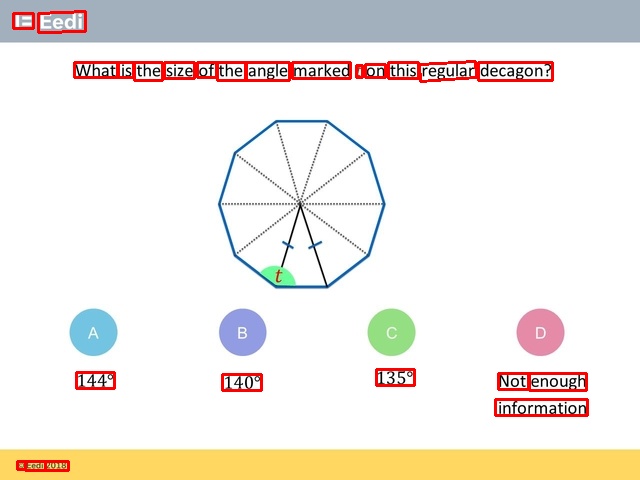 Eedi
What is the size of the angle marked t on this regular decagon?
t
A
B
C
D
144°
140°
135°
Not enough
information
© Eedi 2018